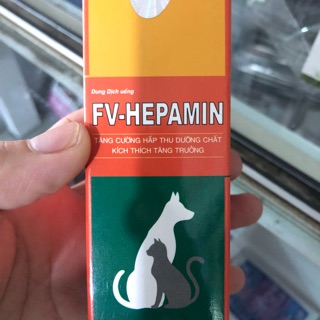 Dung Dịch uống
FV-HEPAMIN
TĂNG CƯỜNG HẤP THU DƯỠNG CHẤT
KÍCH THÍCH TĂNG TRƯỞNG